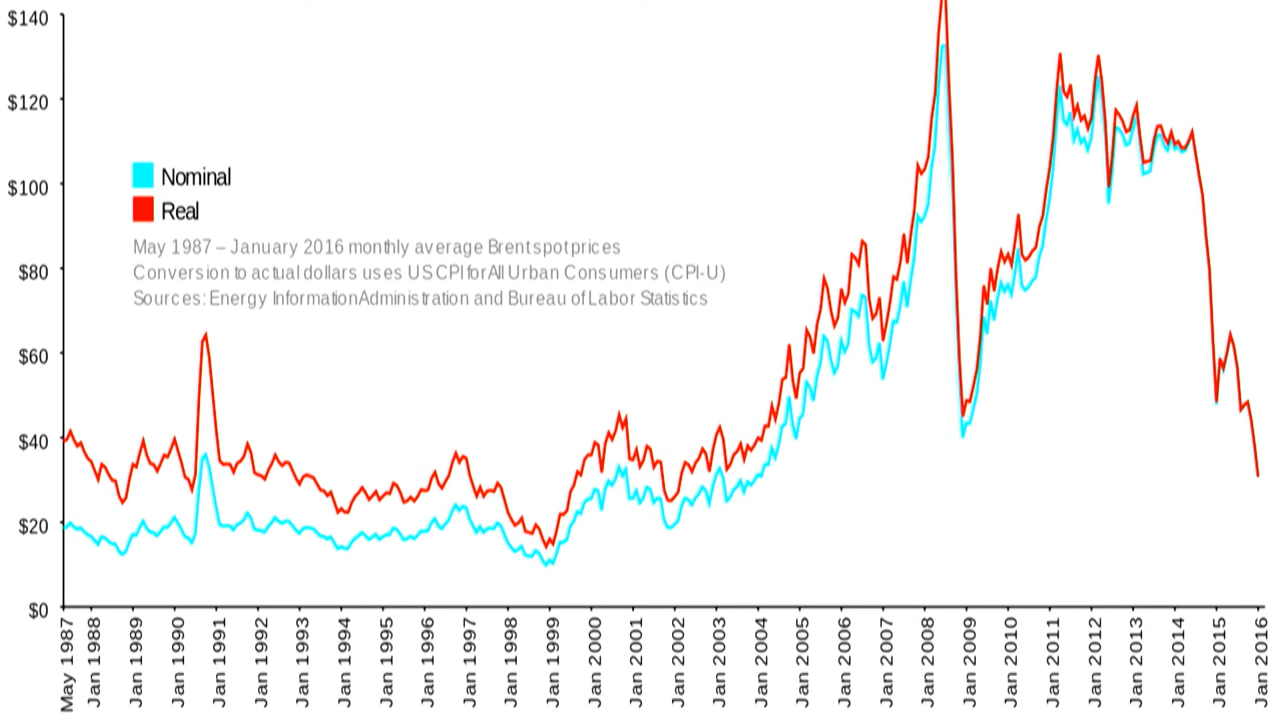 $140
$120
$100
$80
$60
$40
$20
$0
Nominal
Real
May 1987 – January 2016 monthly average Brent spot prices
Conversion to actual dollars uses US CPI for All Urban Consumers (CPI-U)
Sources: Energy Information Administration and Bureau of Labor Statistics
May 1987
Jan 1988
Jan 1989
Jan 1990
Jan 1991
Jan 1992
Jan 1993
Jan 1994
Jan 1995
Jan 1996
Jan 1997
Jan 1998
Jan 1999
Jan 2000
Jan 2001
Jan 2002
Jan 2003
Jan 2004
Jan 2005
Jan 2006
Jan 2007
Jan 2008
Jan 2009
Jan 2010
Jan 2011
Jan 2012
Jan 2013
Jan 2014
Jan 2015
Jan 2016